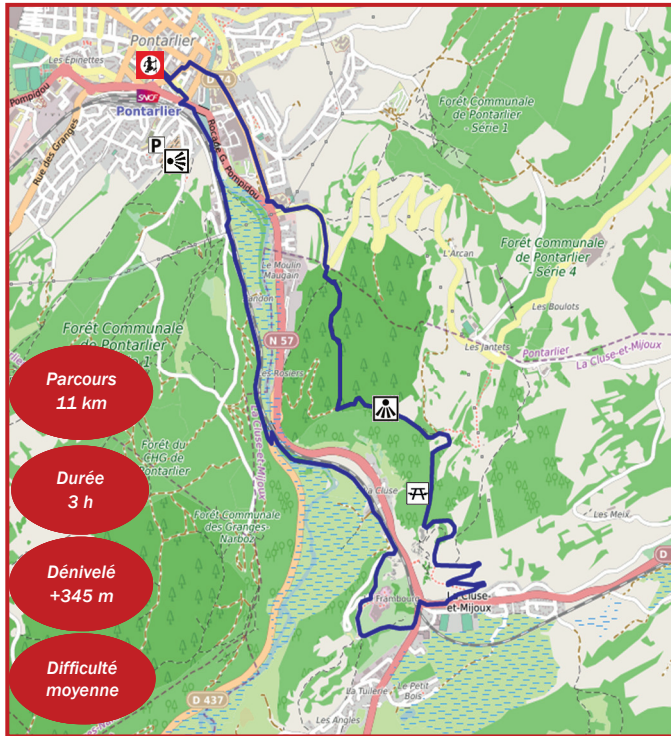 Pontarlier
Les Epinettes
SNCF
Pontarlier
Pompidou
Rue des Granges
P
Rocade G. Pompidou
Forêt Communale
de Pontarlier
- Série 1
L'Arcan
Forêt Communale
de Pontarlier
Série 4
Les Boulots
Les Jantets
Pontarlier
La Cluse-et-Mijoux
Le Moulin
Maugain
N 57
Les Rosiers
Forêt Communale
de Pontarlier
La Cluse-et-Mijoux
Forêt du
CHG de
Pontarlier
Forêt Communale
des Granges-
Narboz
La Cluse
Les Meix
Frambourg
La Cluse-
et-Mijoux
D
D 437
La Tuilerie
Le Petit
Bois
Les Angles
Parcours
11 km
Durée
3 h
Dénivelé
+345 m
Difficulté
moyenne